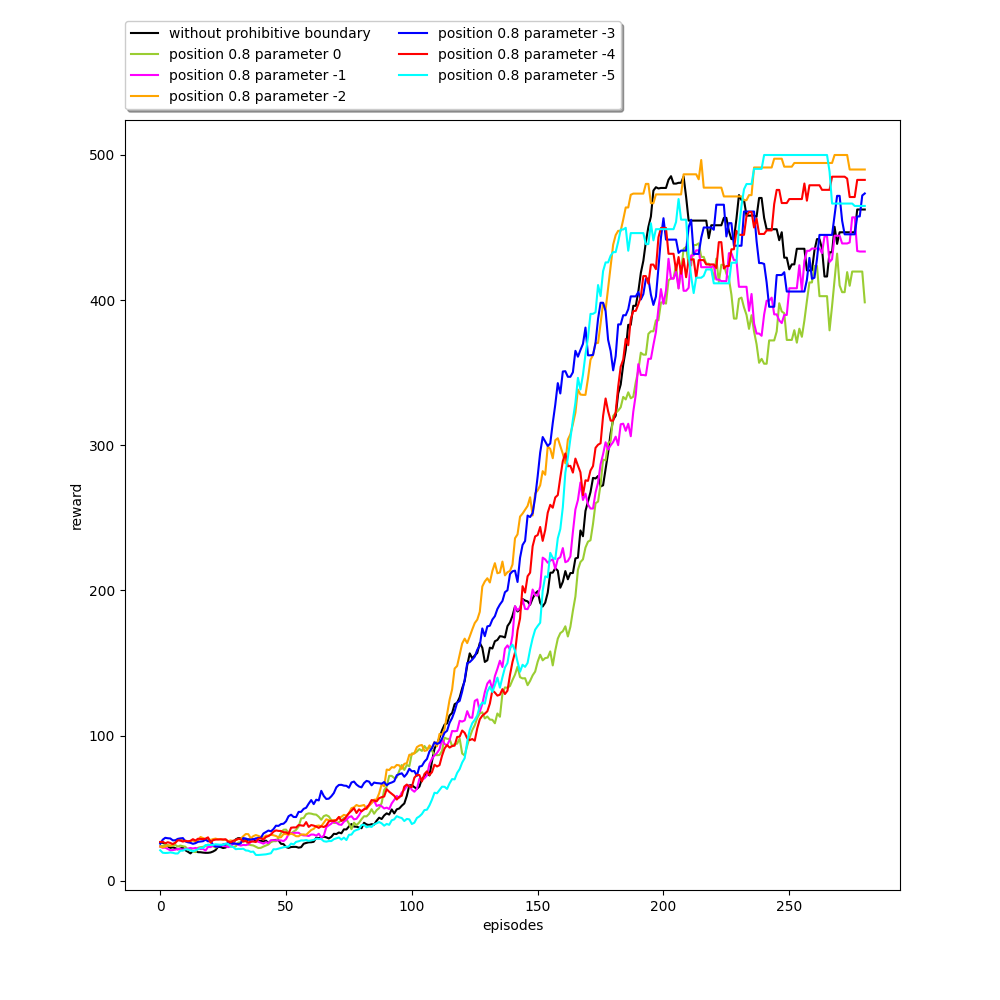 without prohibitive boundary
position 0.8 parameter 0
position 0.8 parameter -1
position 0.8 parameter -2
position 0.8 parameter -3
position 0.8 parameter -4
position 0.8 parameter -5
500
400
300
200
100
0
reward
0 50 100 150 200 250
episodes